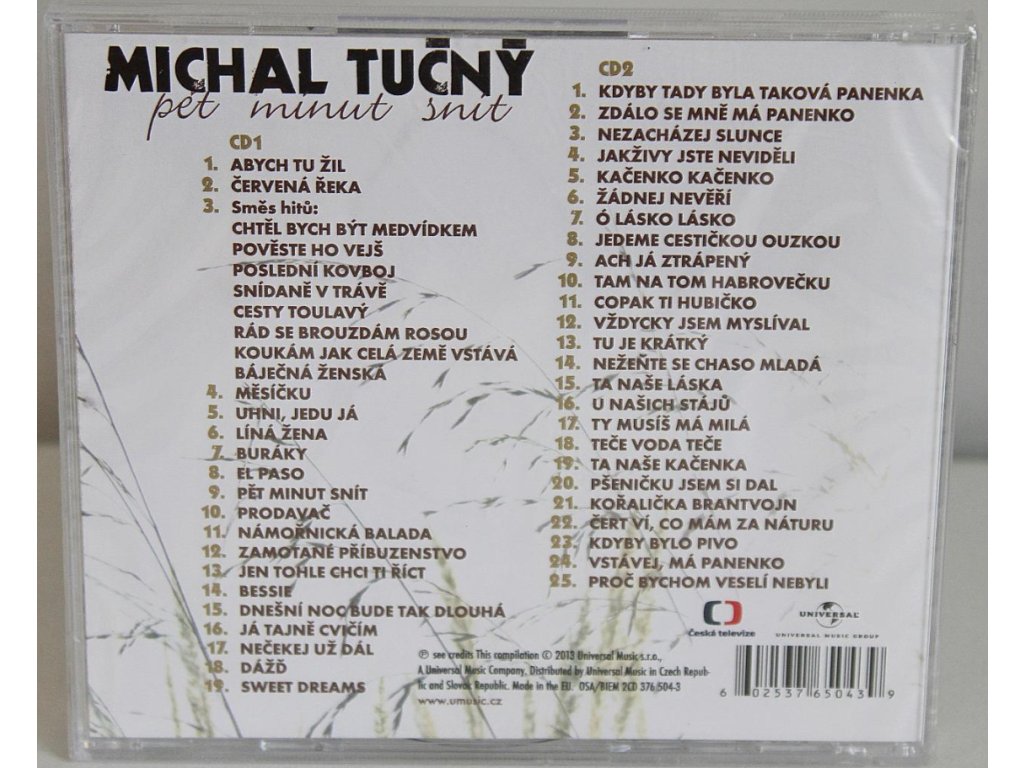 MICHAL TUČNÝ
pět minut snít
CD1
1. ABYCH TU ŽIL
2. ČERVENÁ ŘEKA
3. Směs hitů:
CHTĚL BYCH BÝT MEDVÍDKEM
POVĚSTE HO VEJŠ
POSLEDNÍ KOVBOJ
SNÍDANĚ V TRÁVĚ
CESTY TOULAVÝ
RÁD SE BROUZDÁM ROSOU
KOUKÁM JAK CELÁ ZEMĚ VSTÁVÁ
BÁJEČNÁ ŽENSKÁ
4. MĚSÍČKU
5. UHNI, JEDU JÁ
6. LÍNÁ ŽENA
7. BURÁKY
8. EL PASO
9. PĚT MINUT SNÍT
10. PRODAVAČ
11. NÁMOŘNICKÁ BALADA
12. ZAMOTANÉ PŘÍBUZENSTVO
13. JEN TOHLE CHCI TI ŘÍCT
14. BESSIE
15. DNEŠNÍ NOC BUDE TAK DLOUHÁ
16. JÁ TAJNĚ CVIČÍM
17. NEČEKEJ UŽ DÁL
18. DÁŽĎ
19. SWEET DREAMS
CD2
1. KDYBY TADY BYLA TAKOVÁ PANENKA
2. ZDÁLO SE MNĚ MÁ PANENKO
3. NEZACHÁZEJ SLUNCE
4. JAKŽIVY JSTE NEVIDĚLI
5. KAČENKO KAČENKO
6. ŽÁDNEJ NEVĚŘÍ
7. Ó LÁSKO LÁSKO
8. JEDEME CESTIČKOU OUZKOU
9. ACH JÁ ZTRÁPENÝ
10. TAM NA TOM HABROVEČKU
11. COPAK TI HUBIČKO
12. VŽDYCKY JSEM MYSLÍVAL
13. TU JE KRÁTKÝ
14. NEŽEŇTE SE CHASO MLADÁ
15. TA NAŠE LÁSKA
16. U NAŠICH STÁJŮ
17. TY MUSÍŠ MÁ MILÁ
18. TEČE VODA TEČE
19. TA NAŠE KAČENKA
20. PŠENIČKU JSEM SI DAL
21. KOŘALIČKA BRANTVOJN
22. ČERT VÍ, CO MÁM ZA NÁTURU
23. KDYBY BYLO PIVO
24. VSTÁVEJ, MÁ PANENKO
25. PROČ BYCHOM VESELÍ NEBYLI
Česká televize
UNIVERSAL
UNIVERSAL MUSIC GROUP
℗ see credits This compilation © 2013 Universal Music s.r.o.,
A Universal Music Company. Distributed by Universal Music in Czech Repub-
lic and Slovak Republic. Made in the EU. OSA/BIEM 2CD 376 504-3
www.umusic.cz
6 02537 65043 9